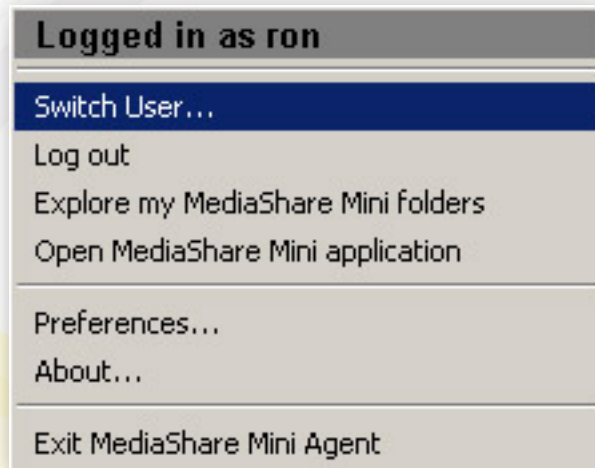 Logged in as ron
Switch User...
Log out
Explore my MediaShare Mini folders
Open MediaShare Mini application
Preferences...
About...
Exit MediaShare Mini Agent